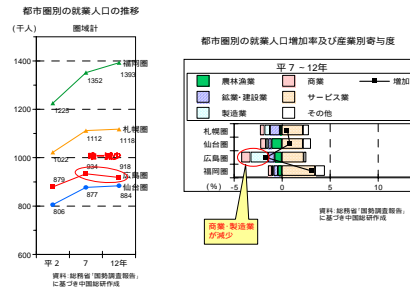 都市圏別の就業人口の推移
(千人)
圏域計
1400
1200
1000
800
600
福岡圏
1393
1352
1225
札幌圏
1118
1112
1022
唯一減少
広島圏
934
918
879
仙台圏
884
877
806
平2
7
12年
資料:総務省「国勢調査報告」
に基づき中国総研作成
都市圏別の就業人口増加率及び産業別寄与度
平7~12年
農林漁業
商業
増加
鉱業・建設業
サービス業
製造業
その他
札幌圏
仙台圏
広島圏
福岡圏
(%)
-5
0
5
10
商業・製造業
が減少
資料:総務省「国勢調査報告」
に基づき中国総研作成